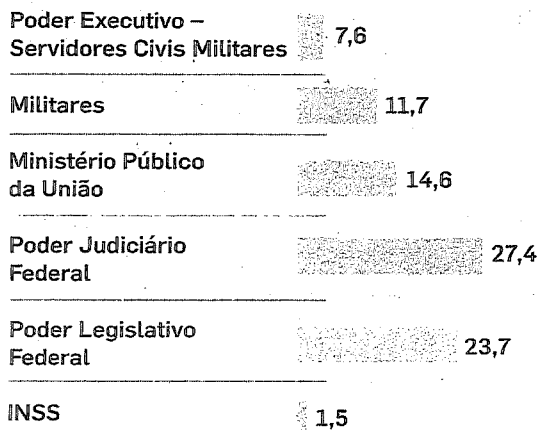 Poder Executivo –
Servidores Civis Militares
7,6
Militares
11,7
Ministério Público
da União
14,6
Poder Judiciário
Federal
27,4
Poder Legislativo
Federal
23,7
INSS
1,5